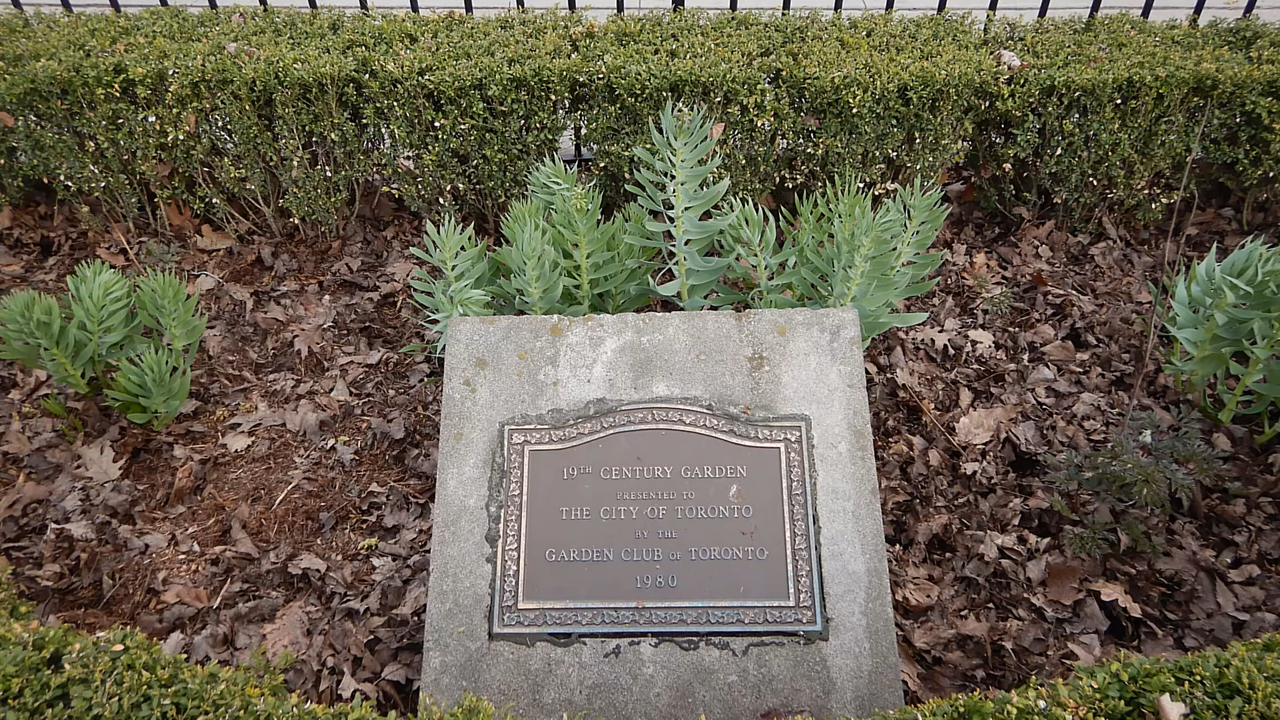 19TH CENTURY GARDEN
PRESENTED TO
THE CITY OF TORONTO
BY THE
GARDEN CLUB OF TORONTO
1980